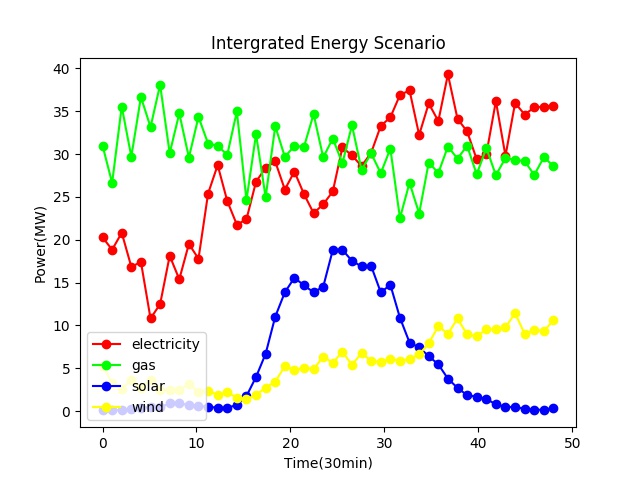 Intergrated Energy Scenario
Power(MW)
40
35
30
25
20
15
10
5
0
electricity
gas
solar
wind
0 10 20 30 40 50
Time(30min)